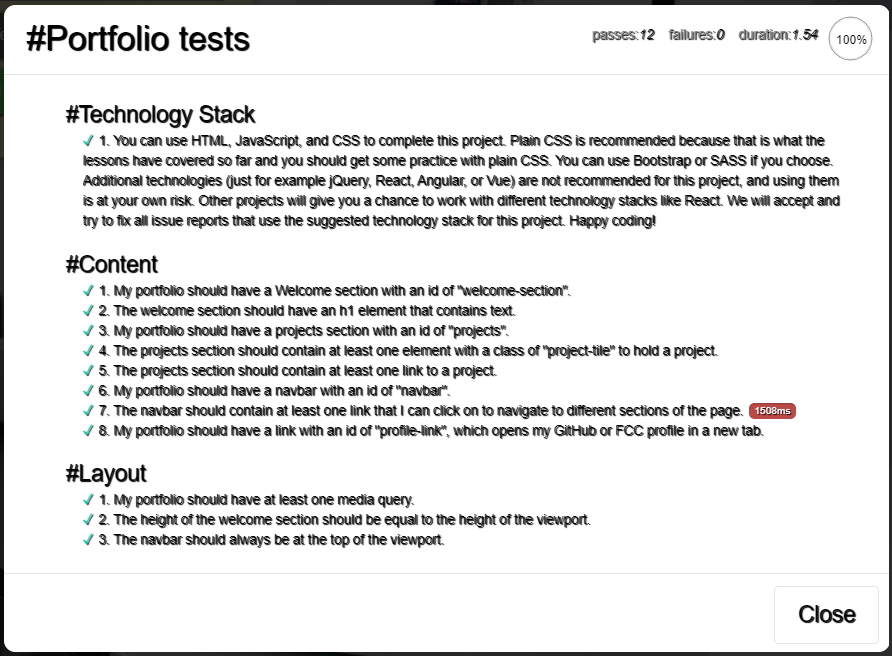 #Portfolio tests
passes:12 failures:0 duration:1.54 100%
#Technology Stack
✓ 1. You can use HTML, JavaScript, and CSS to complete this project. Plain CSS is recommended because that is what the
lessons have covered so far and you should get some practice with plain CSS. You can use Bootstrap or SASS if you choose.
Additional technologies (just for example jQuery, React, Angular, or Vue) are not recommended for this project, and using them
is at your own risk. Other projects will give you a chance to work with different technology stacks like React. We will accept and
try to fix all issue reports that use the suggested technology stack for this project. Happy coding!
#Content
✓ 1. My portfolio should have a Welcome section with an id of "welcome-section".
✓ 2. The welcome section should have an h1 element that contains text.
✓ 3. My portfolio should have a projects section with an id of "projects".
✓ 4. The projects section should contain at least one element with a class of "project-tile" to hold a project.
✓ 5. The projects section should contain at least one link to a project.
✓ 6. My portfolio should have a navbar with an id of "navbar".
✓ 7. The navbar should contain at least one link that I can click on to navigate to different sections of the page. 1508ms
✓ 8. My portfolio should have a link with an id of "profile-link", which opens my GitHub or FCC profile in a new tab.
#Layout
✓ 1. My portfolio should have at least one media query.
✓ 2. The height of the welcome section should be equal to the height of the viewport.
✓ 3. The navbar should always be at the top of the viewport.
Close